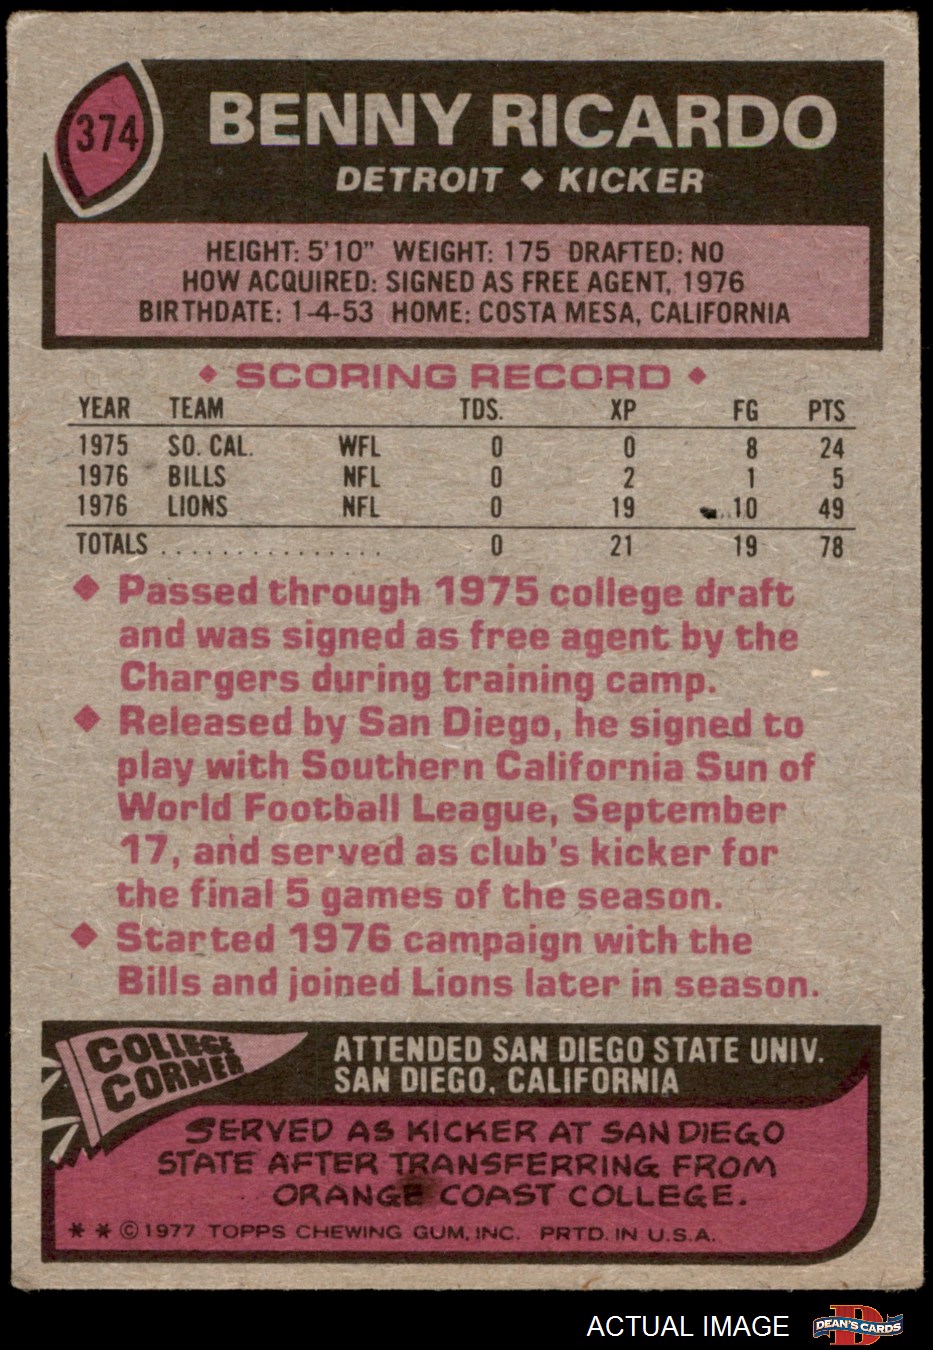 374
BENNY RICARDO
DETROIT ♦ KICKER
HEIGHT: 5'10" WEIGHT: 175 DRAFTED: NO
HOW ACQUIRED: SIGNED AS FREE AGENT, 1976
BIRTHDATE: 1-4-53 HOME: COSTA MESA, CALIFORNIA
♦ SCORING RECORD ♦
YEAR TEAM TDS. XP FG PTS
1975 SO. CAL. WFL 0 0 8 24
1976 BILLS NFL 0 2 1 5
1976 LIONS NFL 0 19 10 49
TOTALS . . . . . . . . . . . . . . . 0 21 19 78
♦ Passed through 1975 college draft
and was signed as free agent by the
Chargers during training camp.
♦ Released by San Diego, he signed to
play with Southern California Sun of
World Football League, September
17, and served as club's kicker for
the final 5 games of the season.
♦ Started 1976 campaign with the
Bills and joined Lions later in season.
COLLEGE
CORNER
ATTENDED SAN DIEGO STATE UNIV.
SAN DIEGO, CALIFORNIA
SERVED AS KICKER AT SAN DIEGO
STATE AFTER TRANSFERRING FROM
ORANGE COAST COLLEGE.
* * © 1977 TOPPS CHEWING GUM, INC. PRTD. IN U.S.A.
ACTUAL IMAGE
D
DEAN'S CARDS